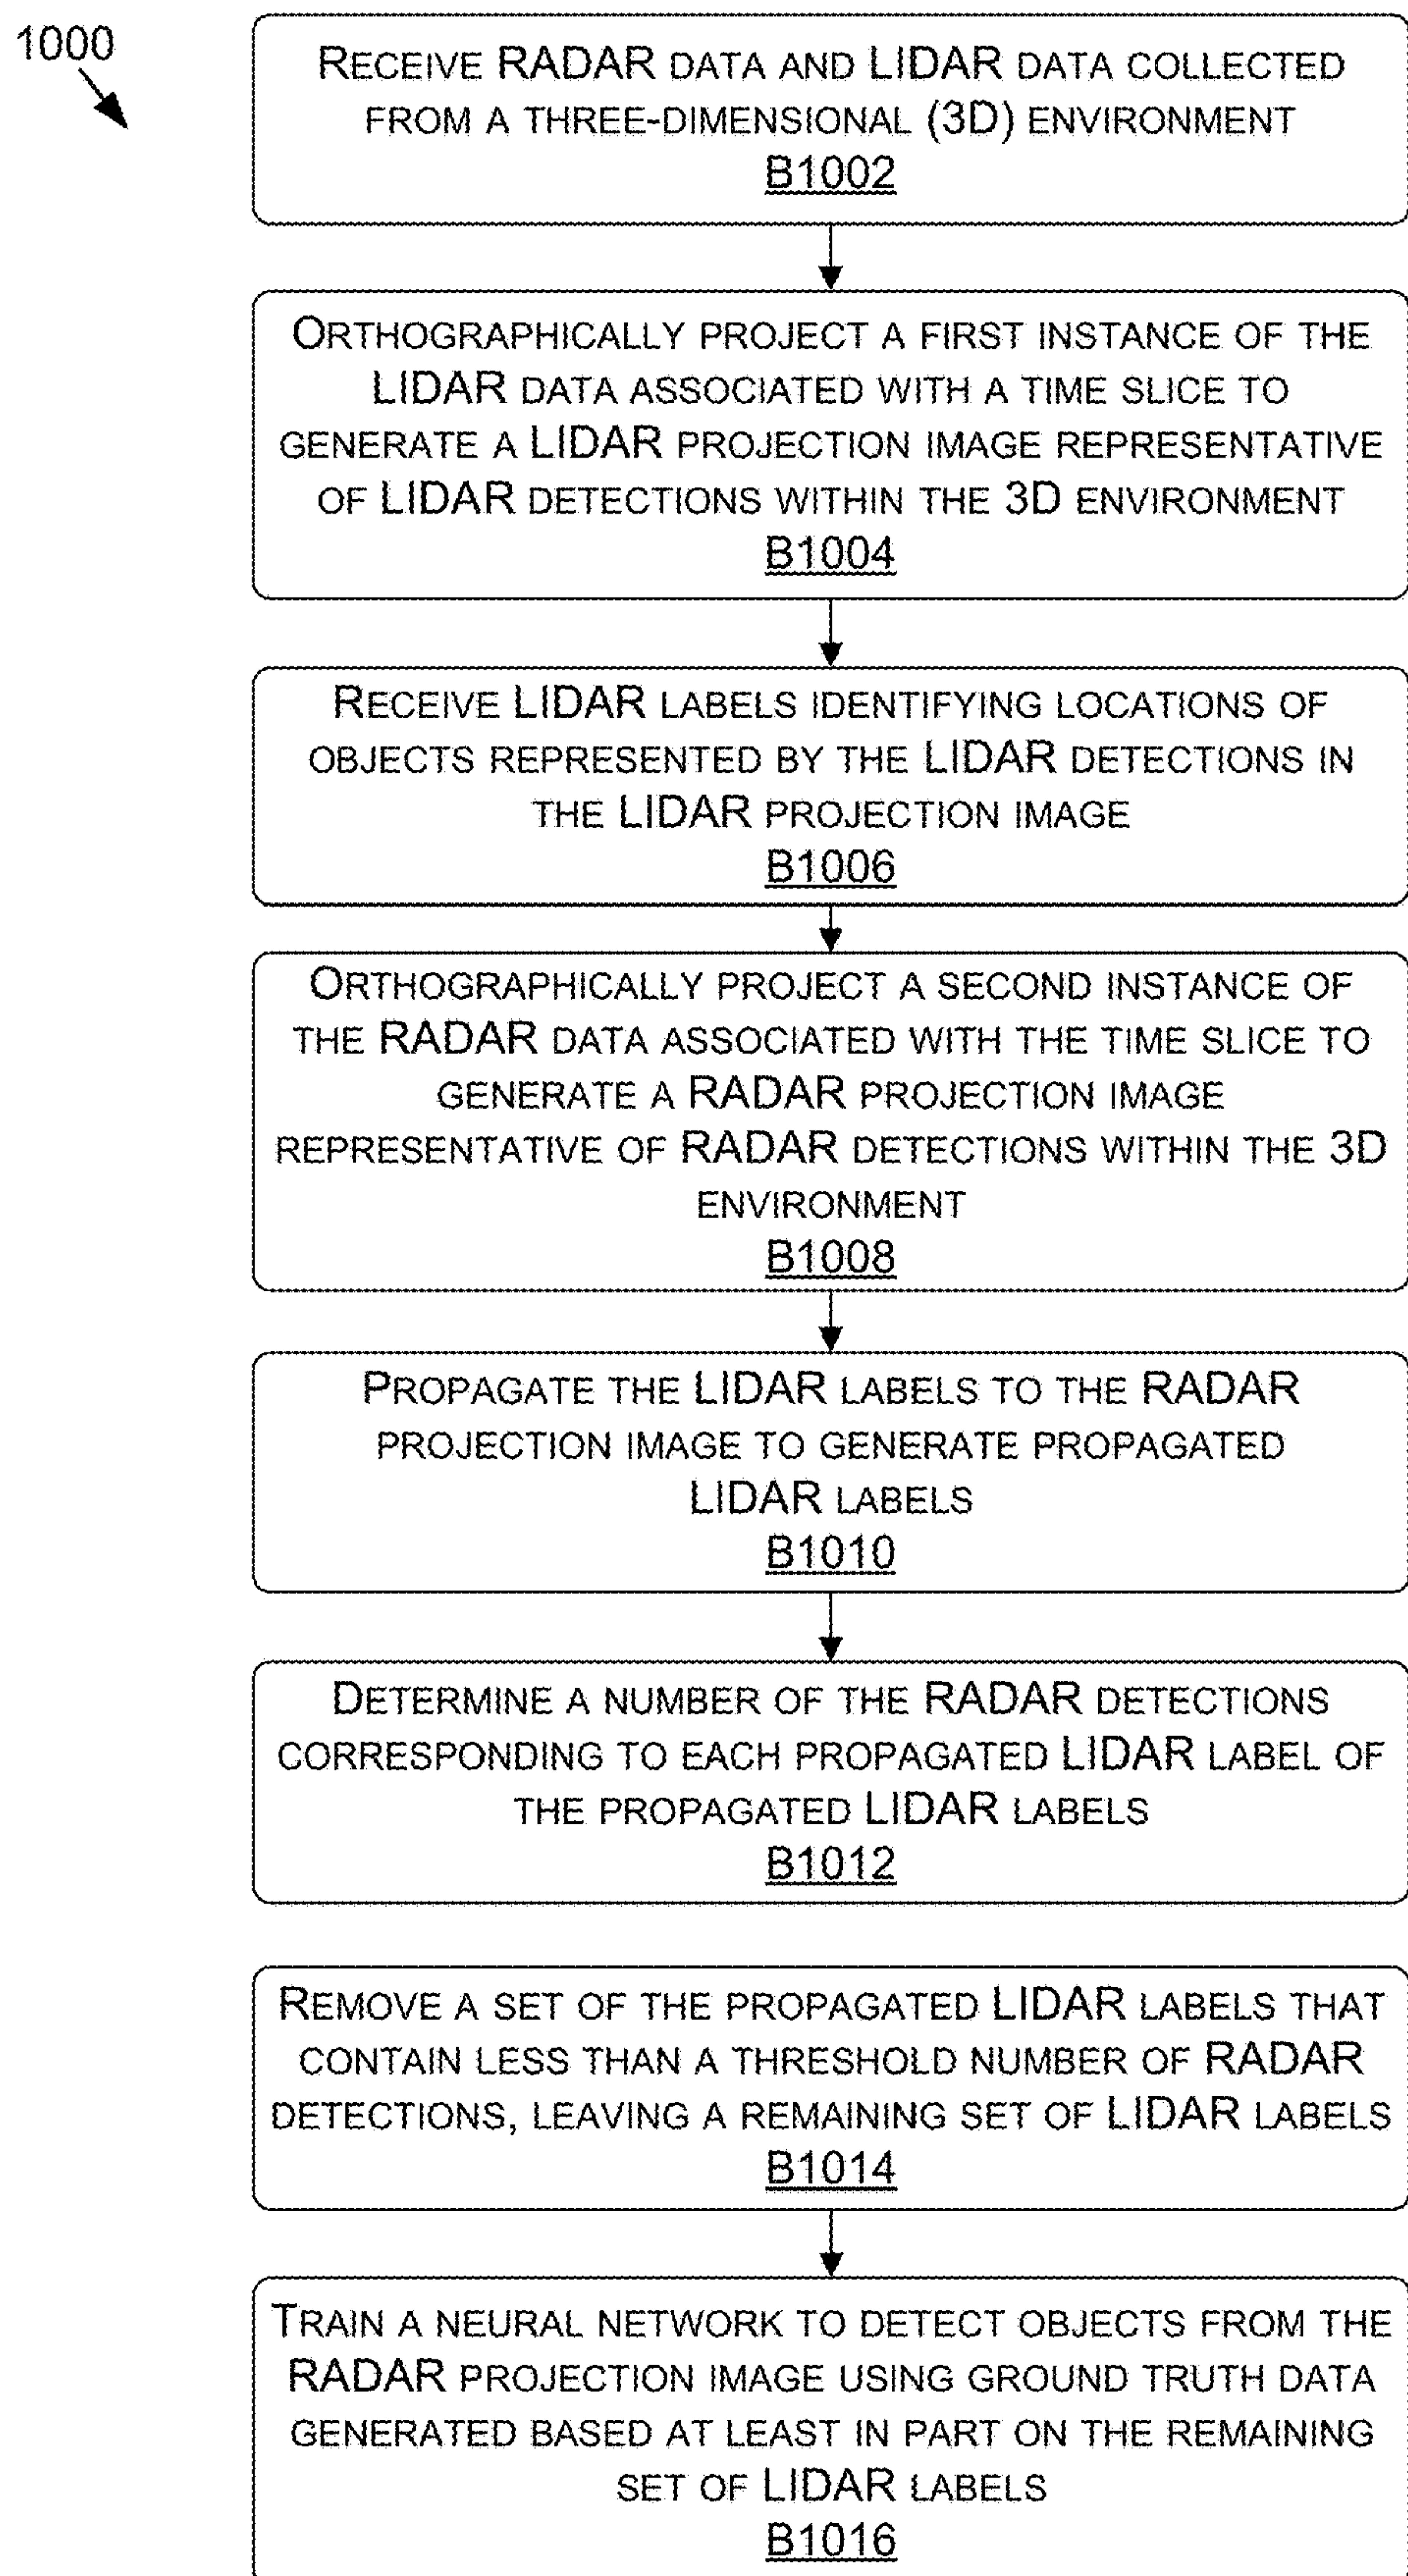 1000
RECEIVE RADAR DATA AND LIDAR DATA COLLECTED
FROM A THREE-DIMENSIONAL (3D) ENVIRONMENT
B1002
ORTHOGRAPHICALLY PROJECT A FIRST INSTANCE OF THE
LIDAR DATA ASSOCIATED WITH A TIME SLICE TO
GENERATE A LIDAR PROJECTION IMAGE REPRESENTATIVE
OF LIDAR DETECTIONS WITHIN THE 3D ENVIRONMENT
B1004
RECEIVE LIDAR LABELS IDENTIFYING LOCATIONS OF
OBJECTS REPRESENTED BY THE LIDAR DETECTIONS IN
THE LIDAR PROJECTION IMAGE
B1006
ORTHOGRAPHICALLY PROJECT A SECOND INSTANCE OF
THE RADAR DATA ASSOCIATED WITH THE TIME SLICE TO
GENERATE A RADAR PROJECTION IMAGE
REPRESENTATIVE OF RADAR DETECTIONS WITHIN THE 3D
ENVIRONMENT
B1008
PROPAGATE THE LIDAR LABELS TO THE RADAR
PROJECTION IMAGE TO GENERATE PROPAGATED
LIDAR LABELS
B1010
DETERMINE A NUMBER OF THE RADAR DETECTIONS
CORRESPONDING TO EACH PROPAGATED LIDAR LABEL OF
THE PROPAGATED LIDAR LABELS
B1012
REMOVE A SET OF THE PROPAGATED LIDAR LABELS THAT
CONTAIN LESS THAN A THRESHOLD NUMBER OF RADAR
DETECTIONS, LEAVING A REMAINING SET OF LIDAR LABELS
B1014
TRAIN A NEURAL NETWORK TO DETECT OBJECTS FROM THE
RADAR PROJECTION IMAGE USING GROUND TRUTH DATA
GENERATED BASED AT LEAST IN PART ON THE REMAINING
SET OF LIDAR LABELS
B1016